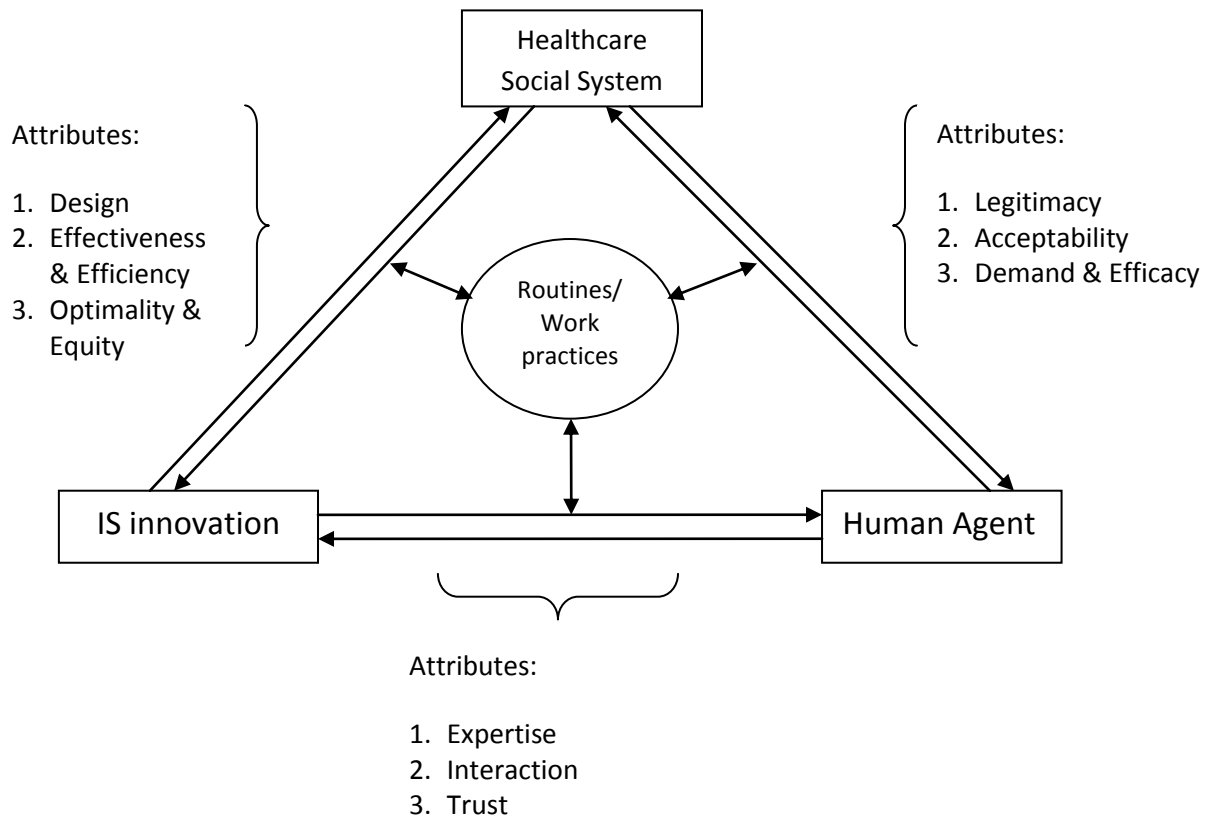 Healthcare
Social System
Attributes:
1. Design
2. Effectiveness
& Efficiency
3. Optimality &
Equity
Attributes:
1. Legitimacy
2. Acceptability
3. Demand & Efficacy
Routines/
Work
practices
IS innovation
Human Agent
Attributes:
1. Expertise
2. Interaction
3. Trust